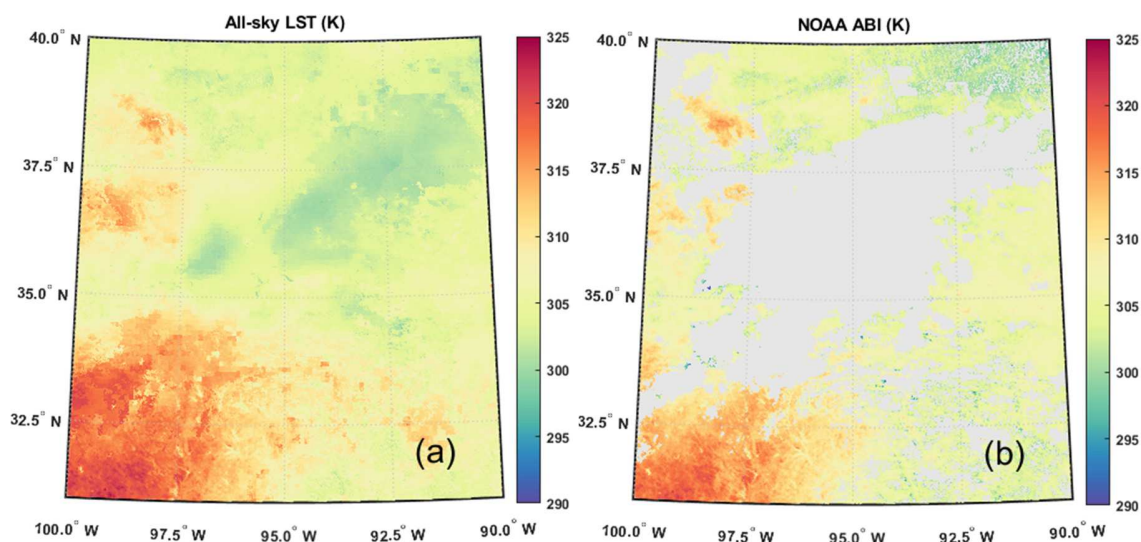 All-sky LST (K)
40.0° N
37.5° N
35.0° N
32.5° N
100.0° W
97.5° W
95.0° W
92.5° W
90.0° W
325
320
315
310
305
300
295
290
(a)
NOAA ABI (K)
40.0° N
37.5° N
35.0° N
32.5° N
100.0° W
97.5° W
95.0° W
92.5° W
90.0° W
325
320
315
310
305
300
295
290
(b)